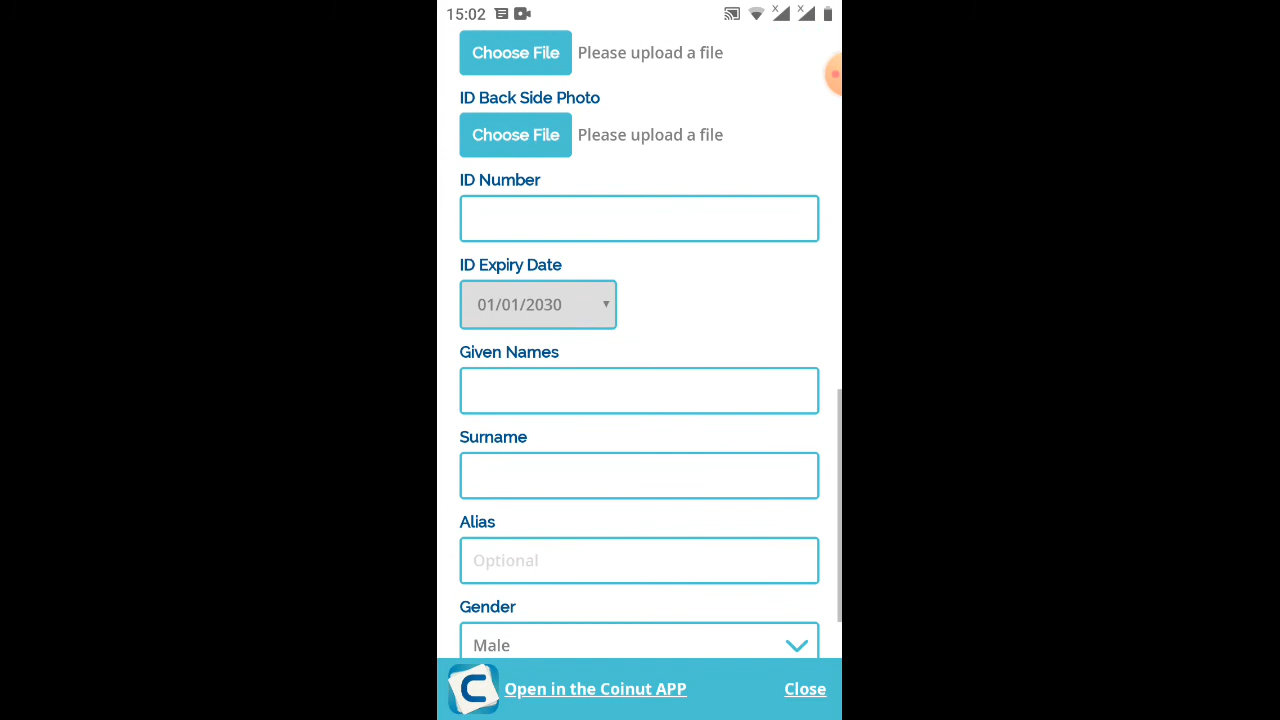 15:02
Choose File Please upload a file
ID Back Side Photo
Choose File Please upload a file
ID Number
ID Expiry Date
01/01/2030
Given Names
Surname
Alias
Optional
Gender
Male
C Open in the Coinut APP Close